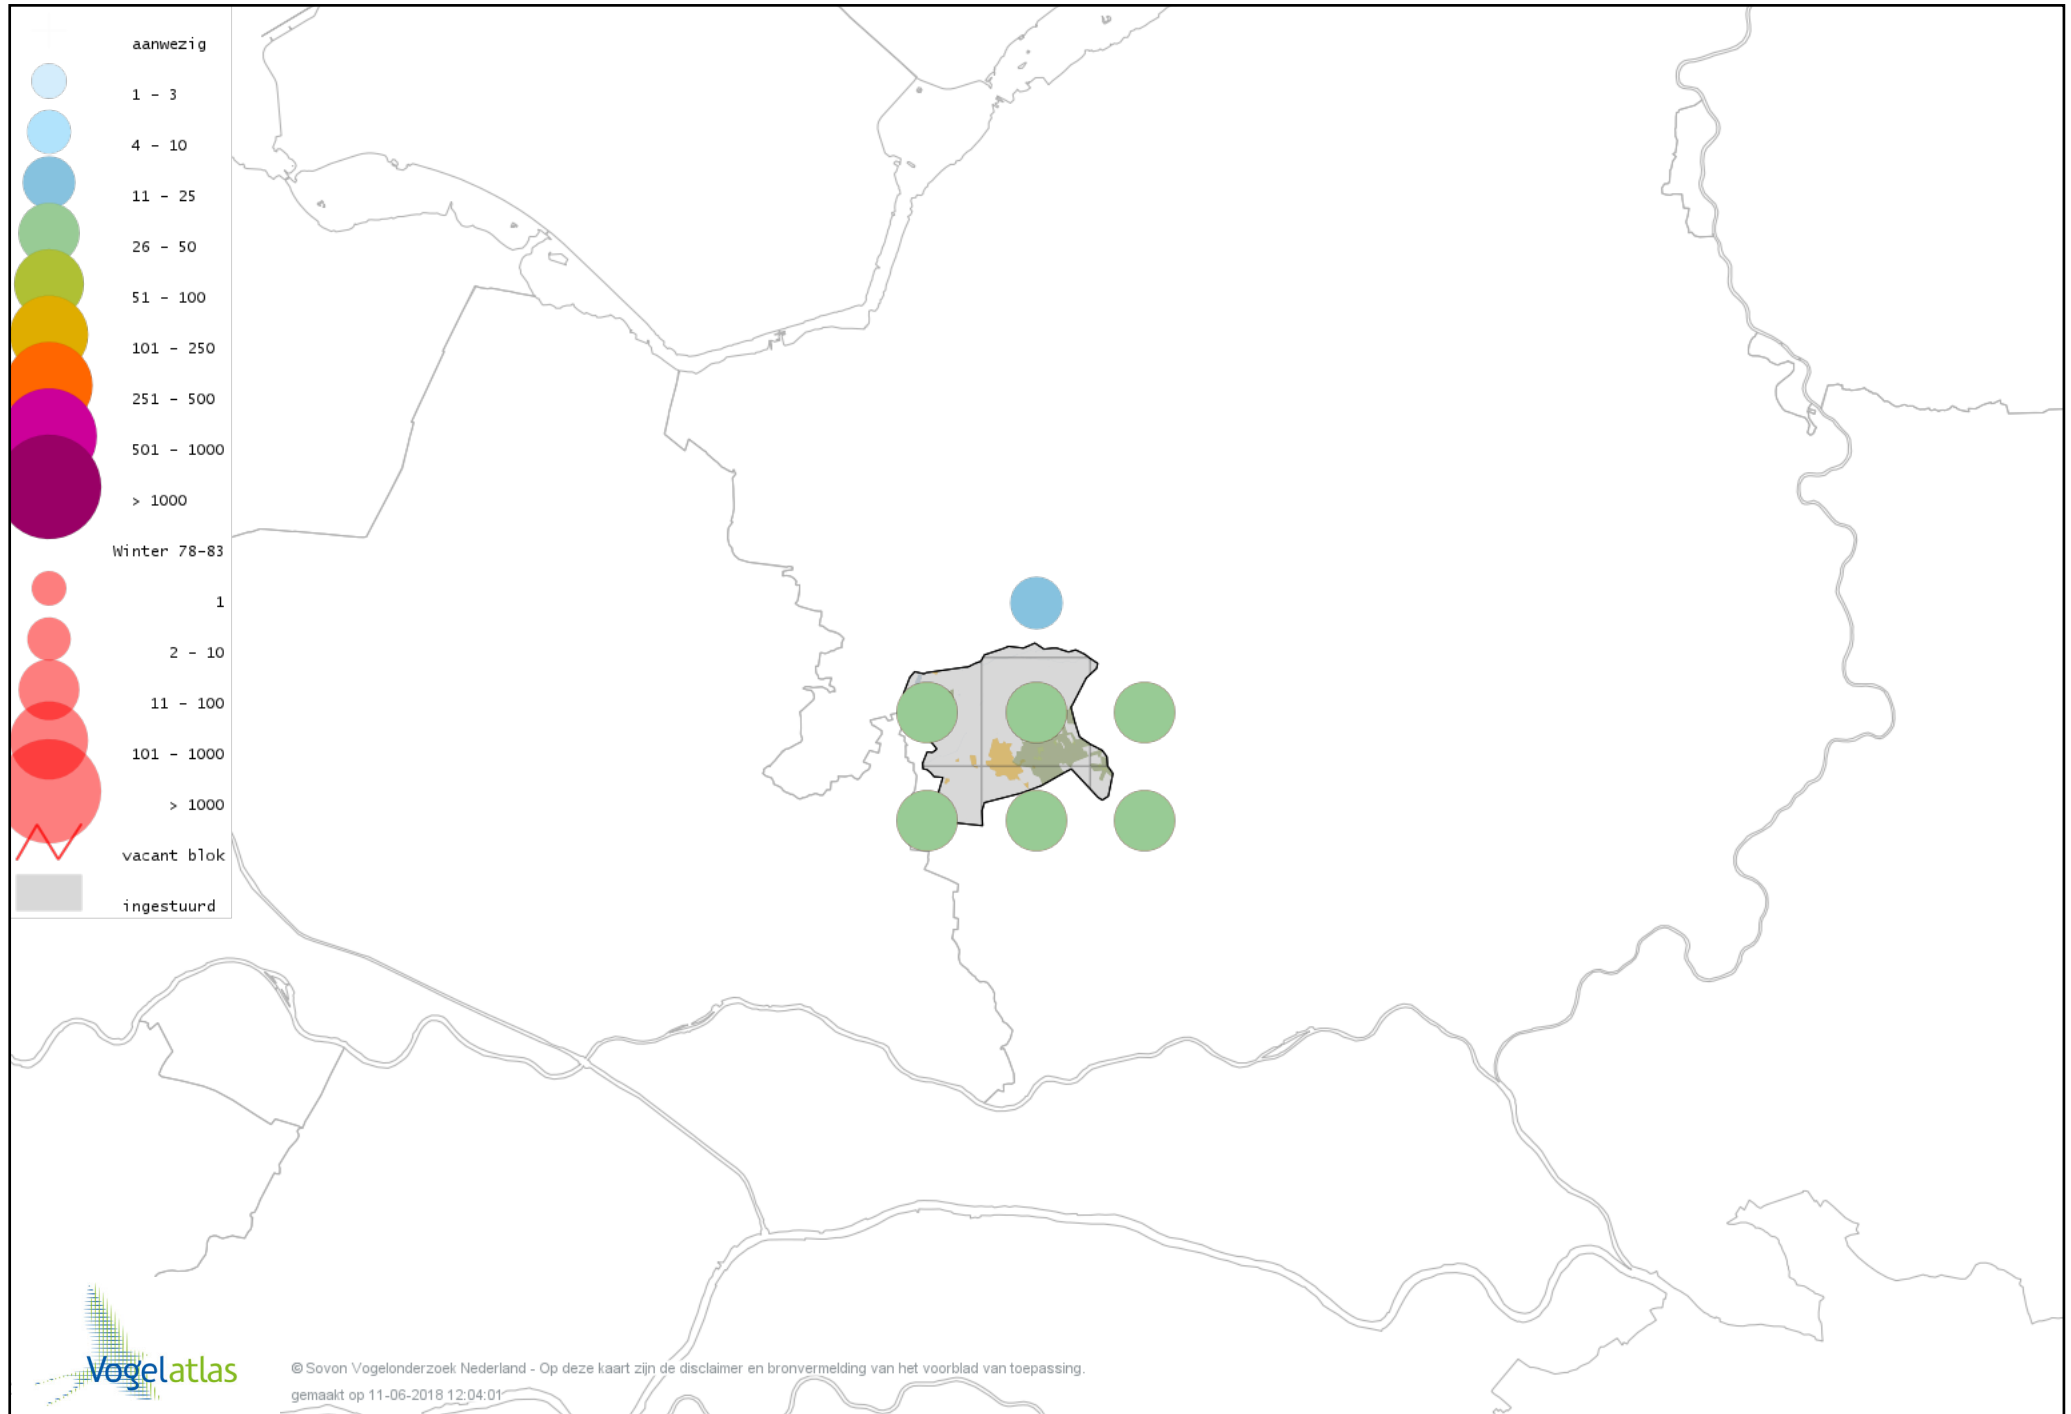 aanwezig
1 - 3
4 - 10
11 - 25
26 - 50
51 - 100
101 - 250
251 - 500
501 - 1000
> 1000
Winter 78-83
1
2 - 10
11 - 100
101 - 1000
> 1000
vacant blok
ingestuurd
Vogelatlas
© Sovon Vogelonderzoek Nederland - Op deze kaart zijn de disclaimer en bronvermelding van het voorblad van toepassing.
gemaakt op 11-06-2018 12:04:01